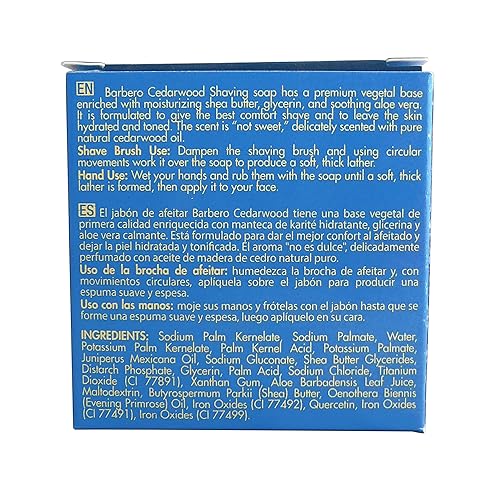 EN Barbero Cedarwood Shaving soap has a premium vegetal base
enriched with moisturizing shea butter, glycerin, and soothing aloe vera.
It is formulated to give the best comfort shave and to leave the skin
hydrated and toned. The scent is "not sweet," delicately scented with pure
natural cedarwood oil.
Shave Brush Use: Dampen the shaving brush and using circular
movements work it over the soap to produce a soft, thick lather.
Hand Use: Wet your hands and rub them with the soap until a soft, thick
lather is formed, then apply it to your face.
ES El jabón de afeitar Barbero Cedarwood tiene una base vegetal de
primera calidad enriquecida con manteca de karité hidratante, glicerina y
aloe vera calmante. Está formulado para dar el mejor confort al afeitado y
dejar la piel hidratada y tonificada. El aroma "no es dulce", delicadamente
perfumado con aceite de madera de cedro natural puro.
Uso de la brocha de afeitar: humedezca la brocha de afeitar y, con
movimientos circulares, aplíquela sobre el jabón para producir una
espuma suave y espesa.
Uso con las manos: moje sus manos y frótelas con el jabón hasta que se
forme una espuma suave y espesa, luego aplíquelo en su cara.
INGREDIENTS: Sodium Palm Kernelate, Sodium Palmate, Water,
Potassium Palm Kernelate, Palm Kernel Acid, Potassium Palmate,
Juniperus Mexicana Oil, Sodium Gluconate, Shea Butter Glycerides,
Distarch Phosphate, Glycerin, Palm Acid, Sodium Chloride, Titanium
Dioxide (CI 77891), Xanthan Gum, Aloe Barbadensis Leaf Juice,
Maltodextrin, Butyrospermum Parkii (Shea) Butter, Oenothera Biennis
(Evening Primrose) Oil, Iron Oxides (CI 77492), Quercetin, Iron Oxides
(CI 77491), Iron Oxides (CI 77499).